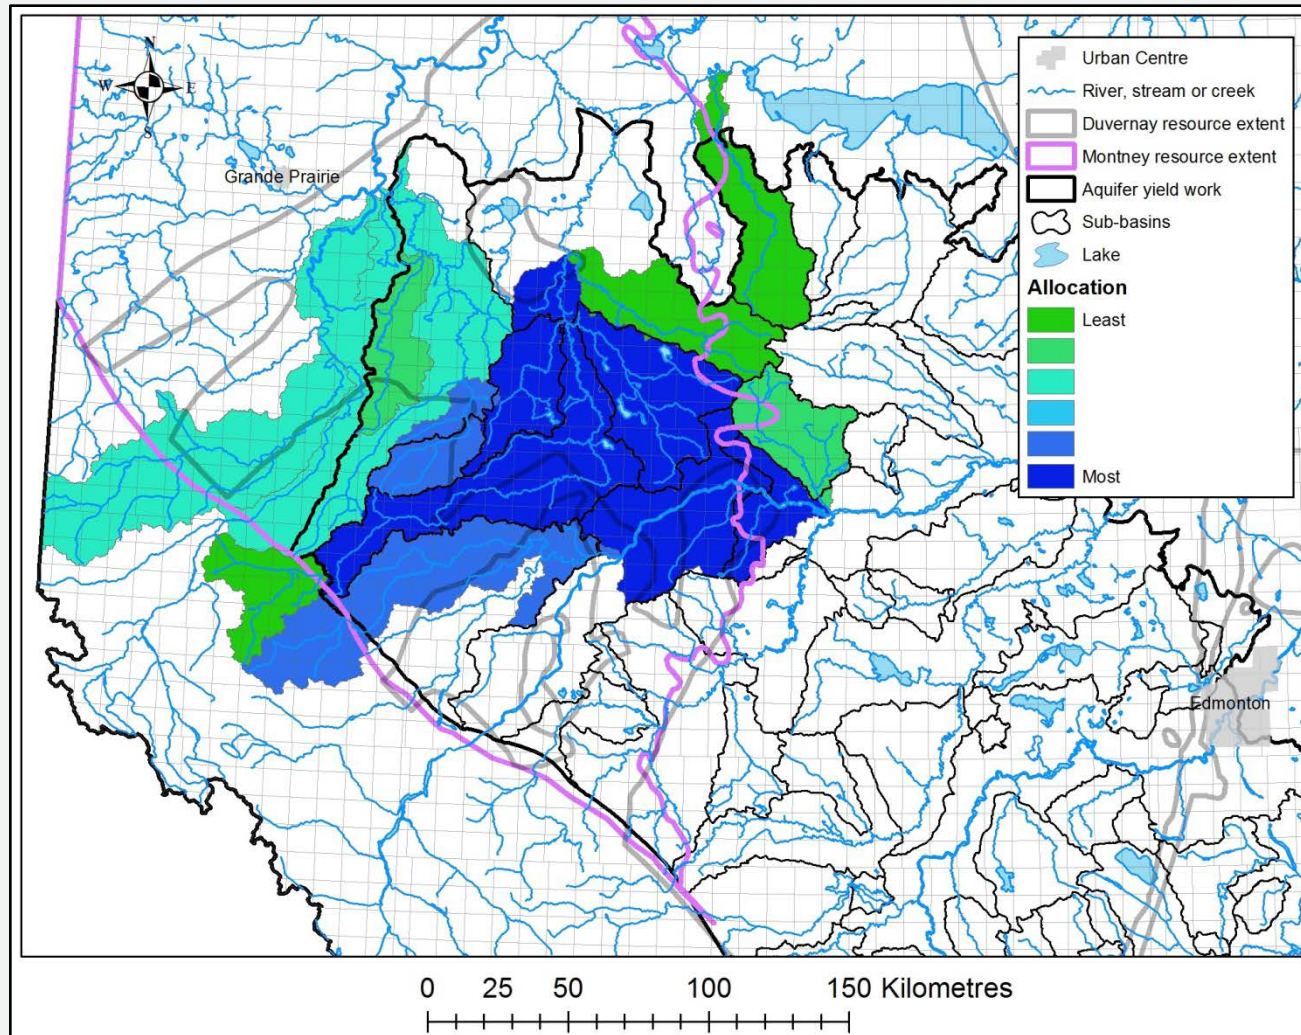 N
W E
S
Grande Prairie
Edmonton
Urban Centre
River, stream or creek
Duvernay resource extent
Montney resource extent
Aquifer yield work
Sub-basins
Lake
Allocation
Least
Most
0 25 50 100 150 Kilometres